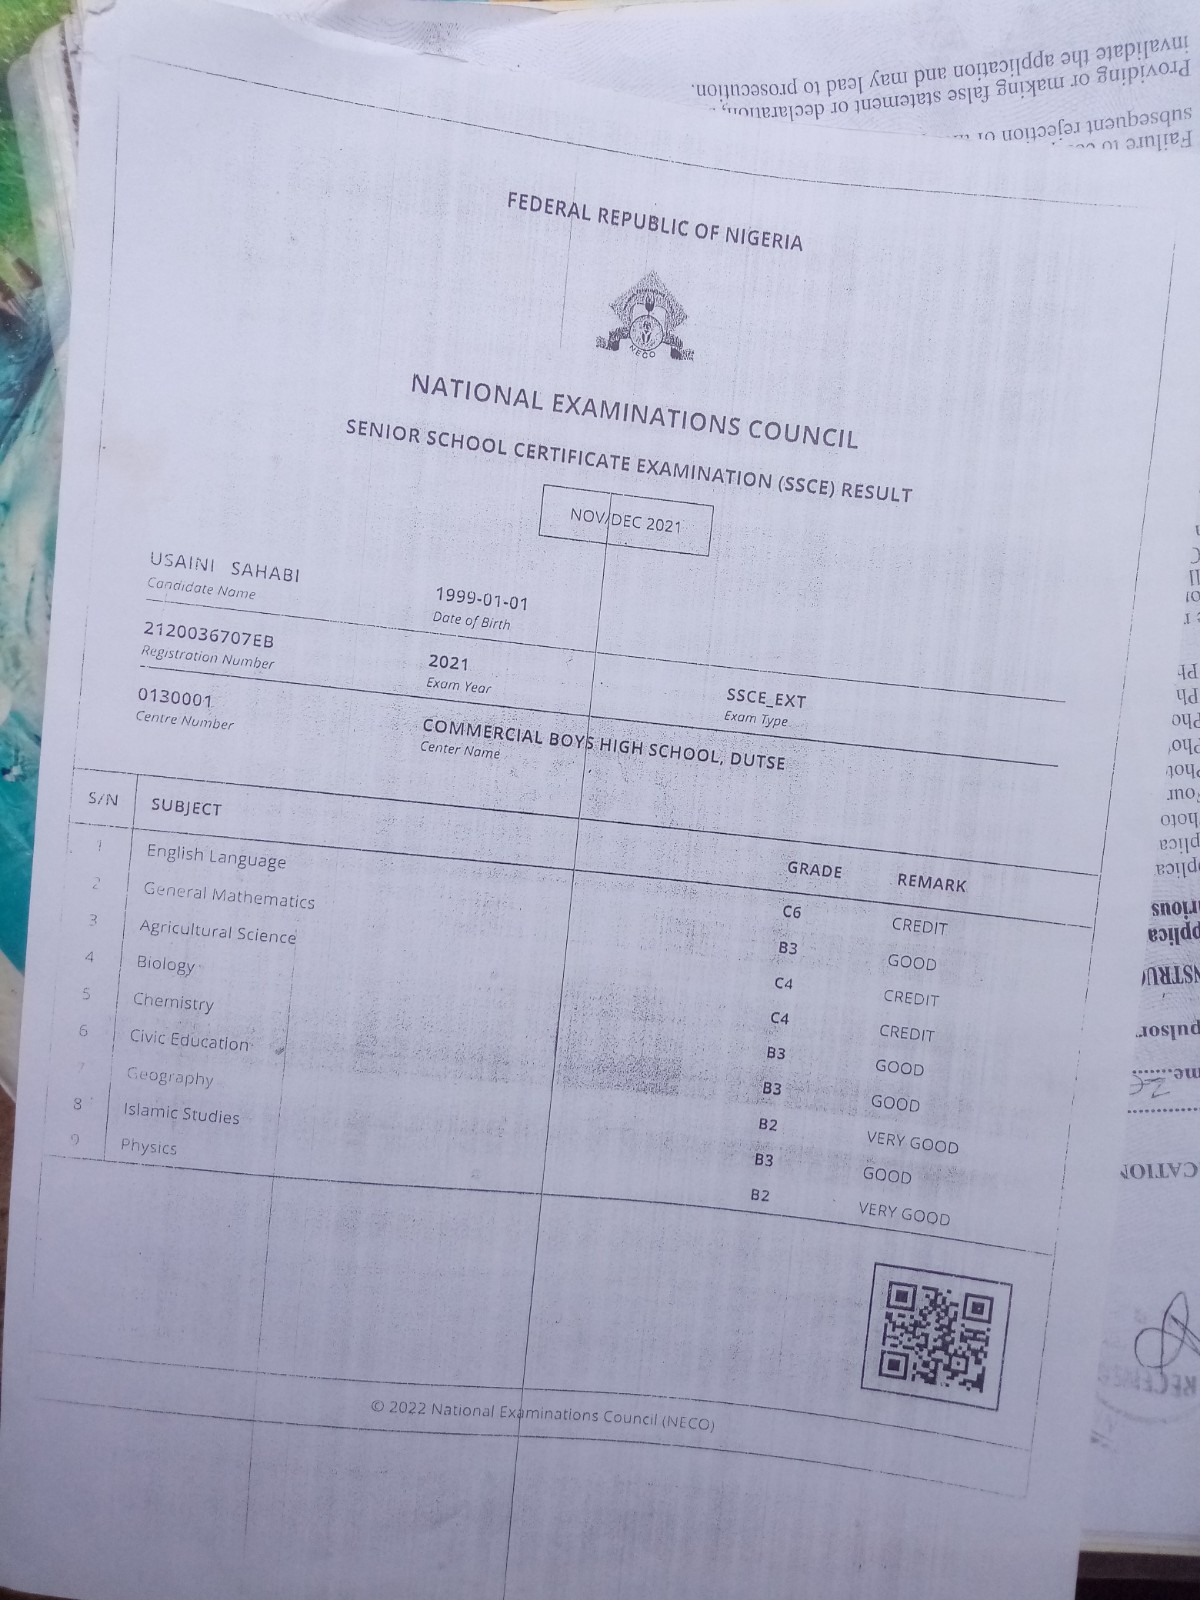 FEDERAL REPUBLIC OF NIGERIA
NECO
NATIONAL EXAMINATIONS COUNCIL
SENIOR SCHOOL CERTIFICATE EXAMINATION (SSCE) RESULT
NOV/DEC 2021
USAINI SAHABI
Candidate Name
1999-01-01
Date of Birth
2120036707EB
Registration Number
2021
Exam Year
SSCE_EXT
Exam Type
0130001
Centre Number
COMMERCIAL BOYS HIGH SCHOOL, DUTSE
Center Name
S/N SUBJECT GRADE REMARK
1 English Language C6 CREDIT
2 General Mathematics B3 GOOD
3 Agricultural Science C4 CREDIT
4 Biology C4 CREDIT
5 Chemistry B3 GOOD
6 Civic Education B3 GOOD
7 Geography B2 VERY GOOD
8 Islamic Studies B3 GOOD
9 Physics B2 VERY GOOD
© 2022 National Examinations Council (NECO)
Failure to
subsequent rejection of
Providing or making false statement or declaration,
invalidate the application and may lead to prosecution.